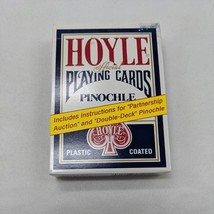 HOYLE
official
PLAYING CARDS
PINOCHLE
includes instructions for "Partnership
Auction" and "Double-Deck" Pinochle
HOYLE
PLASTIC
COATED